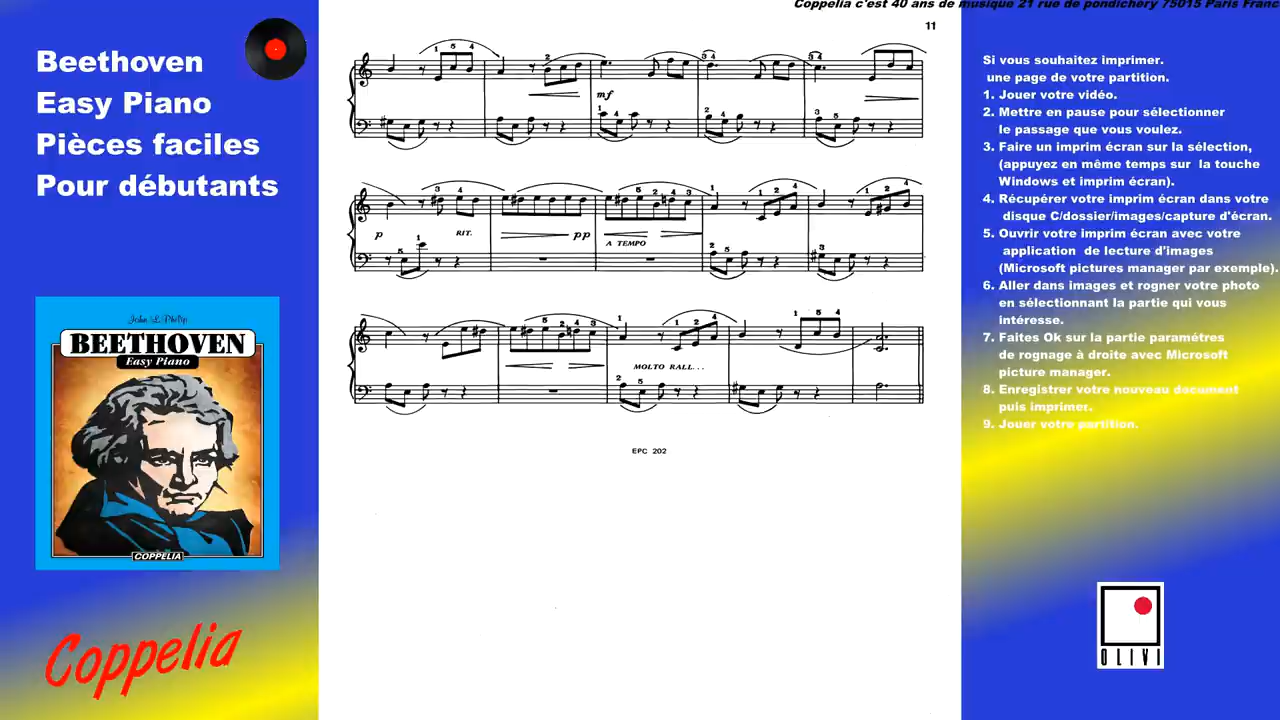 Coppelia c'est 40 ans de musique 21 rue de pondichery 75015 Paris Franc
Beethoven
Easy Piano
Pièces faciles
Pour débutants
John L. Philip
BEETHOVEN
Easy Piano
COPPELIA
Coppelia
11
mf
p
RIT.
pp
A TEMPO
MOLTO RALL...
EPC 202
Si vous souhaitez imprimer.
une page de votre partition.
1. Jouer votre vidéo.
2. Mettre en pause pour sélectionner
le passage que vous voulez.
3. Faire un imprim écran sur la sélection,
(appuyez en même temps sur la touche
Windows et imprim écran).
4. Récupérer votre imprim écran dans votre
disque C/dossier/images/capture d'écran.
5. Ouvrir votre imprim écran avec votre
application de lecture d'images
(Microsoft pictures manager par exemple).
6. Aller dans images et rogner votre photo
en sélectionnant la partie qui vous
intéresse.
7. Faites Ok sur la partie paramétres
de rognage à droite avec Microsoft
picture manager.
8. Enregistrer votre nouveau document
puis imprimer.
9. Jouer votre partition.
OLIVI